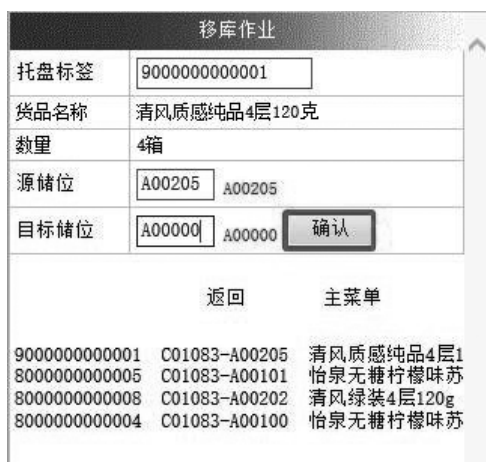 移库作业
托盘标签 9000000000001
货品名称 清风质感纯品4层120克
数量 4箱
源储位 A00205 A00205
目标储位 A00000 A00000 确认
返回 主菜单
9000000000001 C01083-A00205 清风质感纯品4层1
8000000000005 C01083-A00101 怡泉无糖柠檬味苏
8000000000008 C01083-A00202 清风绿装4层120g
8000000000004 C01083-A00100 怡泉无糖柠檬味苏